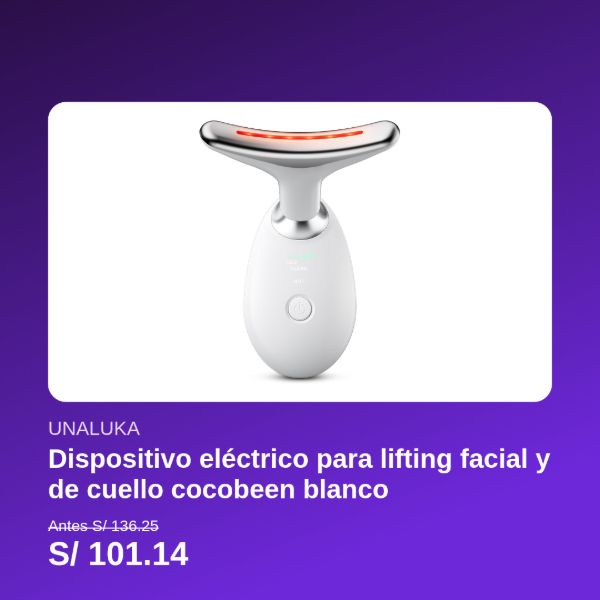 UNALUKA
Dispositivo eléctrico para lifting facial y
de cuello cocobeen blanco
Antes S/ 136.25
S/ 101.14